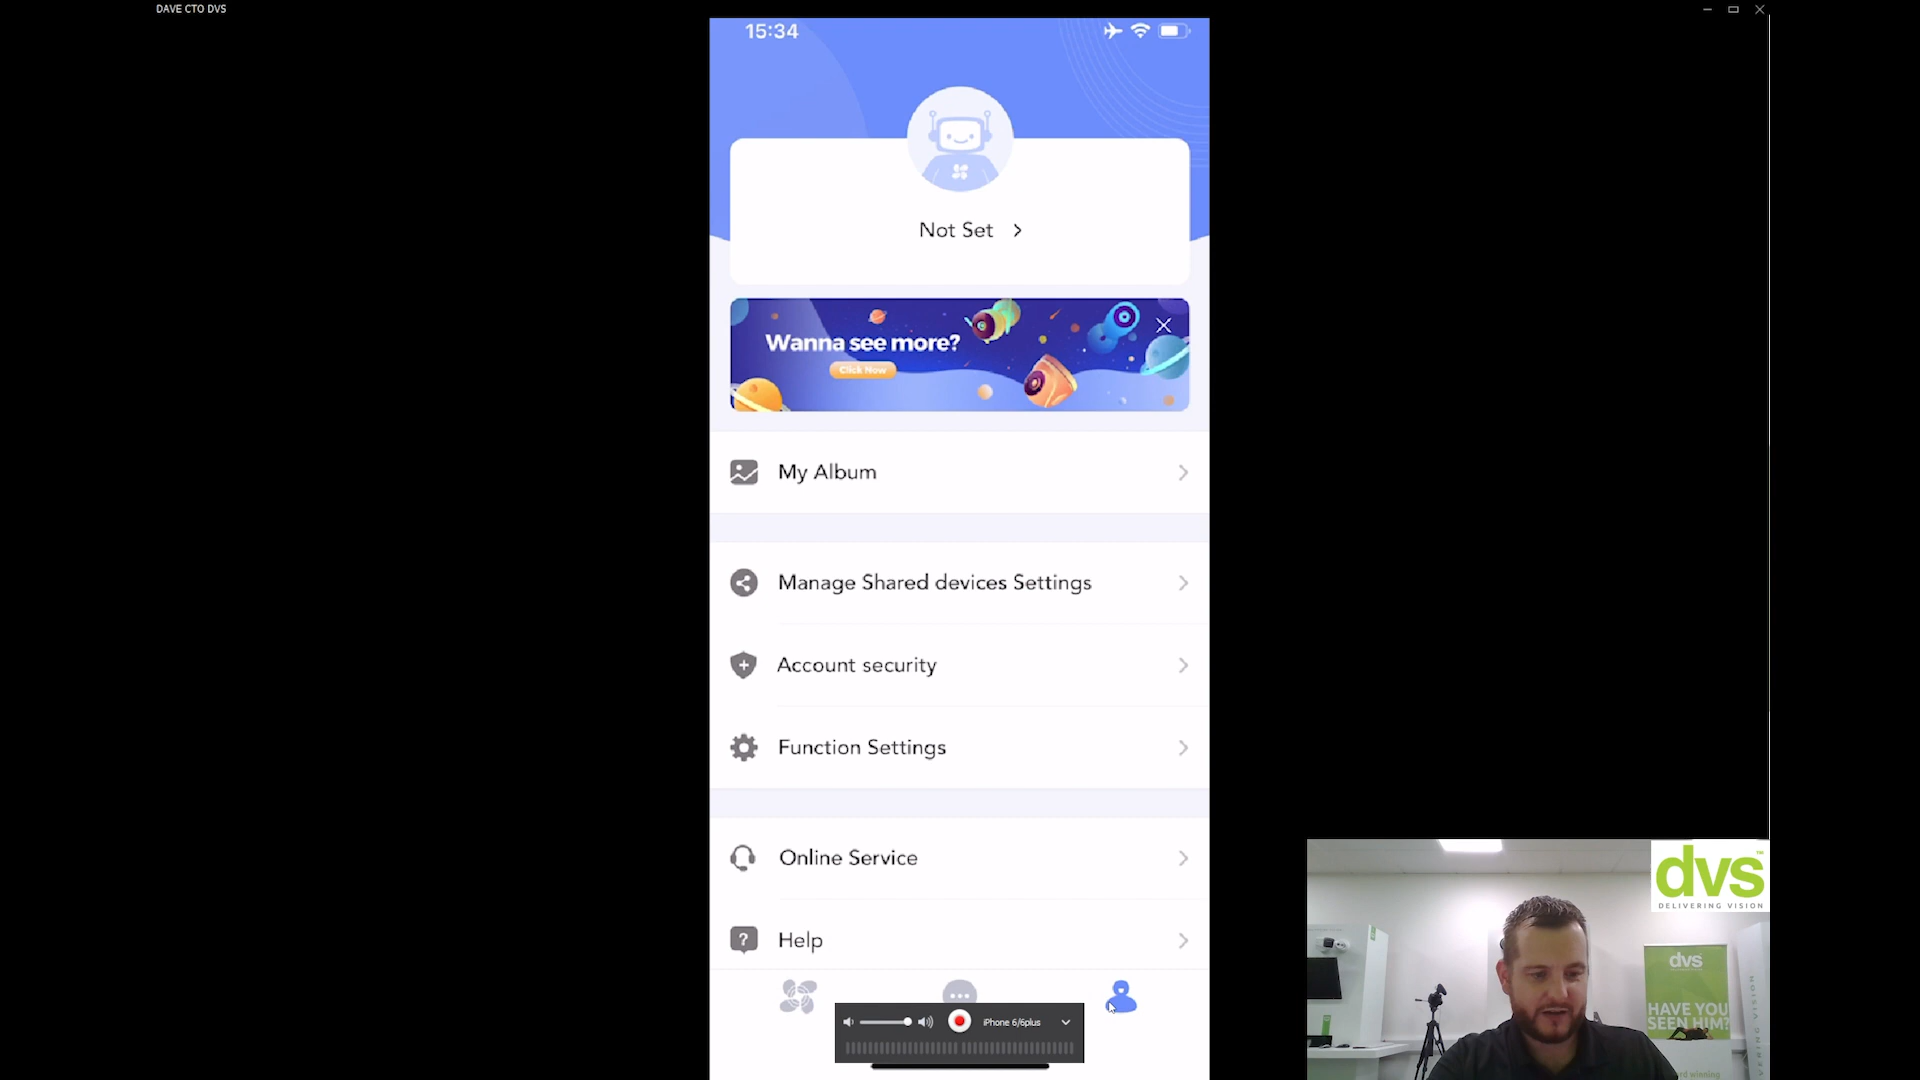 DAVE CTO DVS
15:34
Not Set
Wanna see more?
Click Now
My Album
Manage Shared devices Settings
Account security
Function Settings
Online Service
Help
iPhone 6/6plus
dvs™
DELIVERING VISION
dvs
HAVE YOU
SEEN HIM?